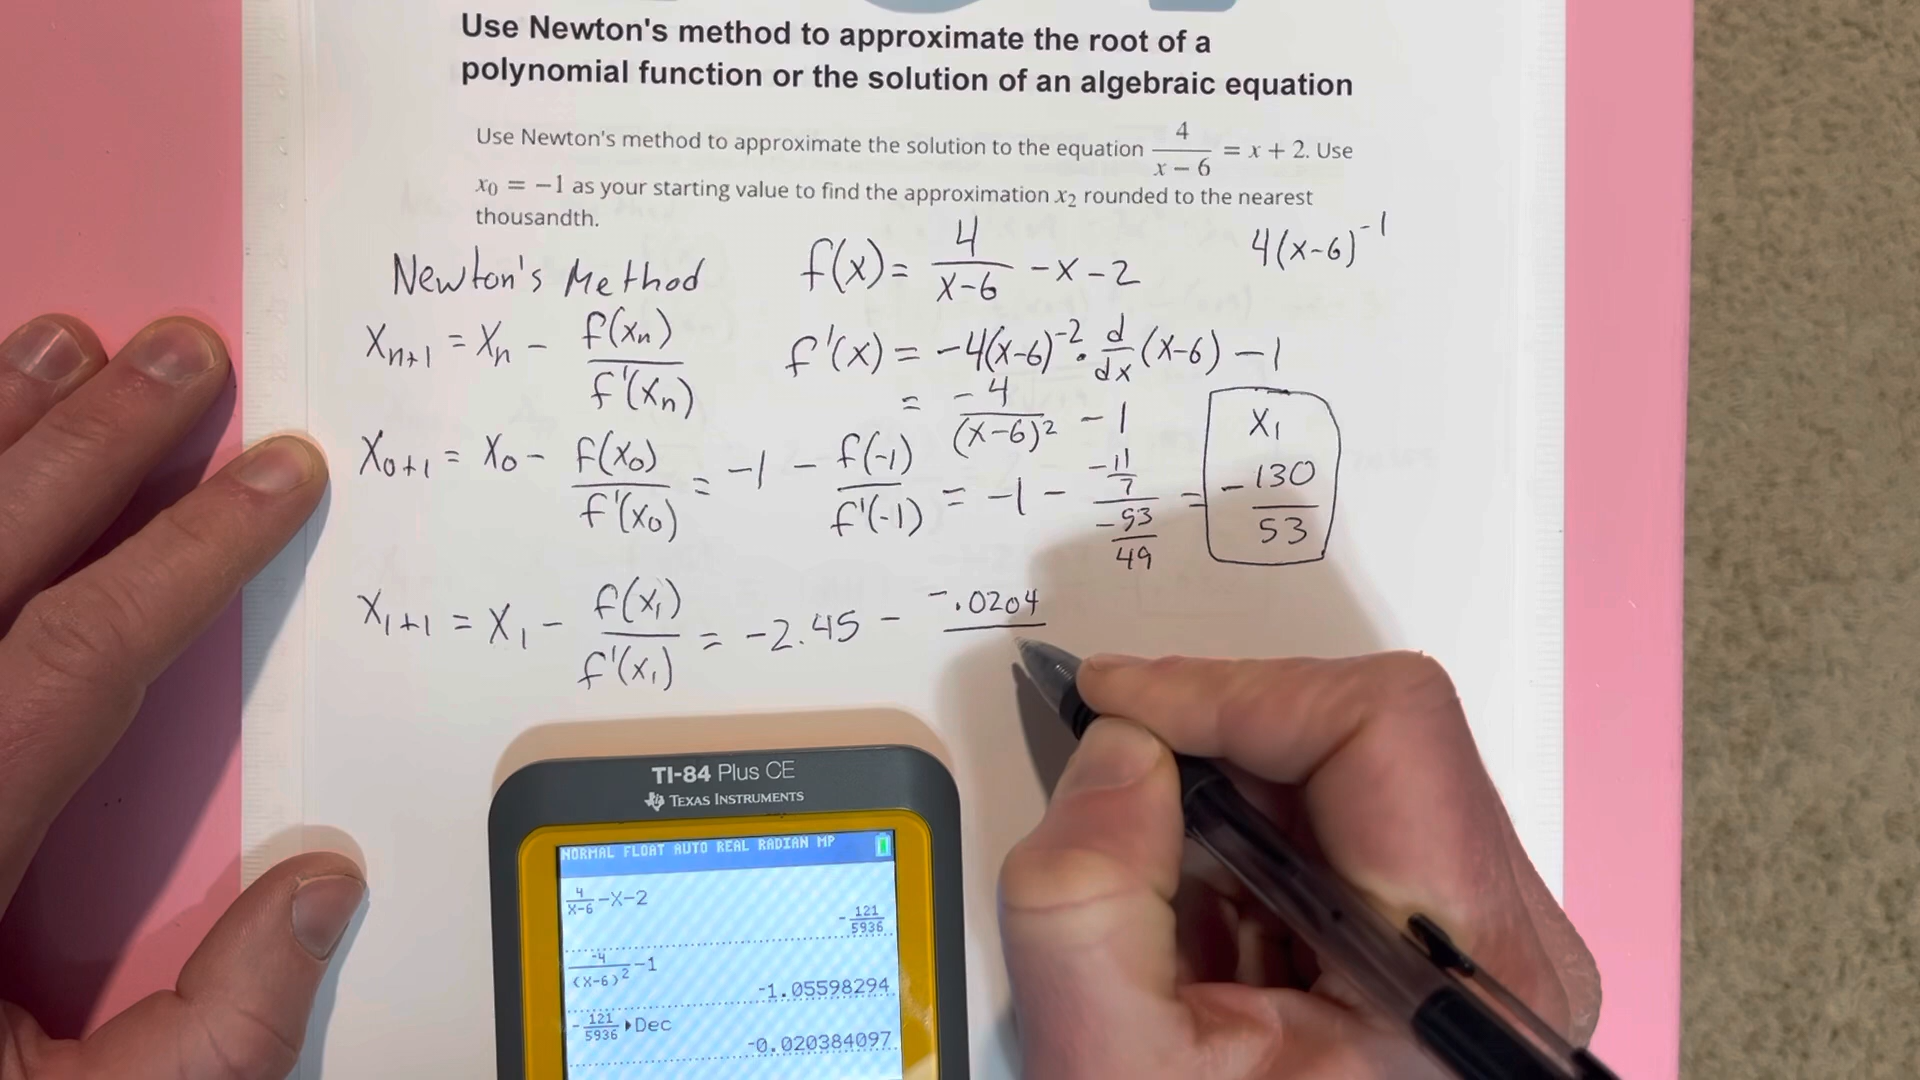 Use Newton's method to approximate the root of a
polynomial function or the solution of an algebraic equation
Use Newton's method to approximate the solution to the equation 4/(x − 6) = x + 2. Use
x₀ = −1 as your starting value to find the approximation x₂ rounded to the nearest
thousandth.
Newton's Method
f(x) = 4/(x-6) - x - 2
4(x-6)⁻¹
Xₙ₊₁ = Xₙ - f(xₙ)/f'(xₙ)
f'(x) = -4(x-6)⁻² · d/dx (x-6) - 1
= -4/(x-6)² - 1
X₀₊₁ = X₀ - f(x₀)/f'(x₀) = -1 - f(-1)/f'(-1) = -1 - (-11/7)/(-53/49) =
X₁
-130/53
X₁₊₁ = X₁ - f(x₁)/f'(x₁) = -2.45 - -.0204
TI-84 Plus CE
TEXAS INSTRUMENTS
NORMAL FLOAT AUTO REAL RADIAN MP
4/(X-6)-X-2
-121/5936
-4/(X-6)²-1
-1.05598294
-121/5936▸Dec
-0.020384097